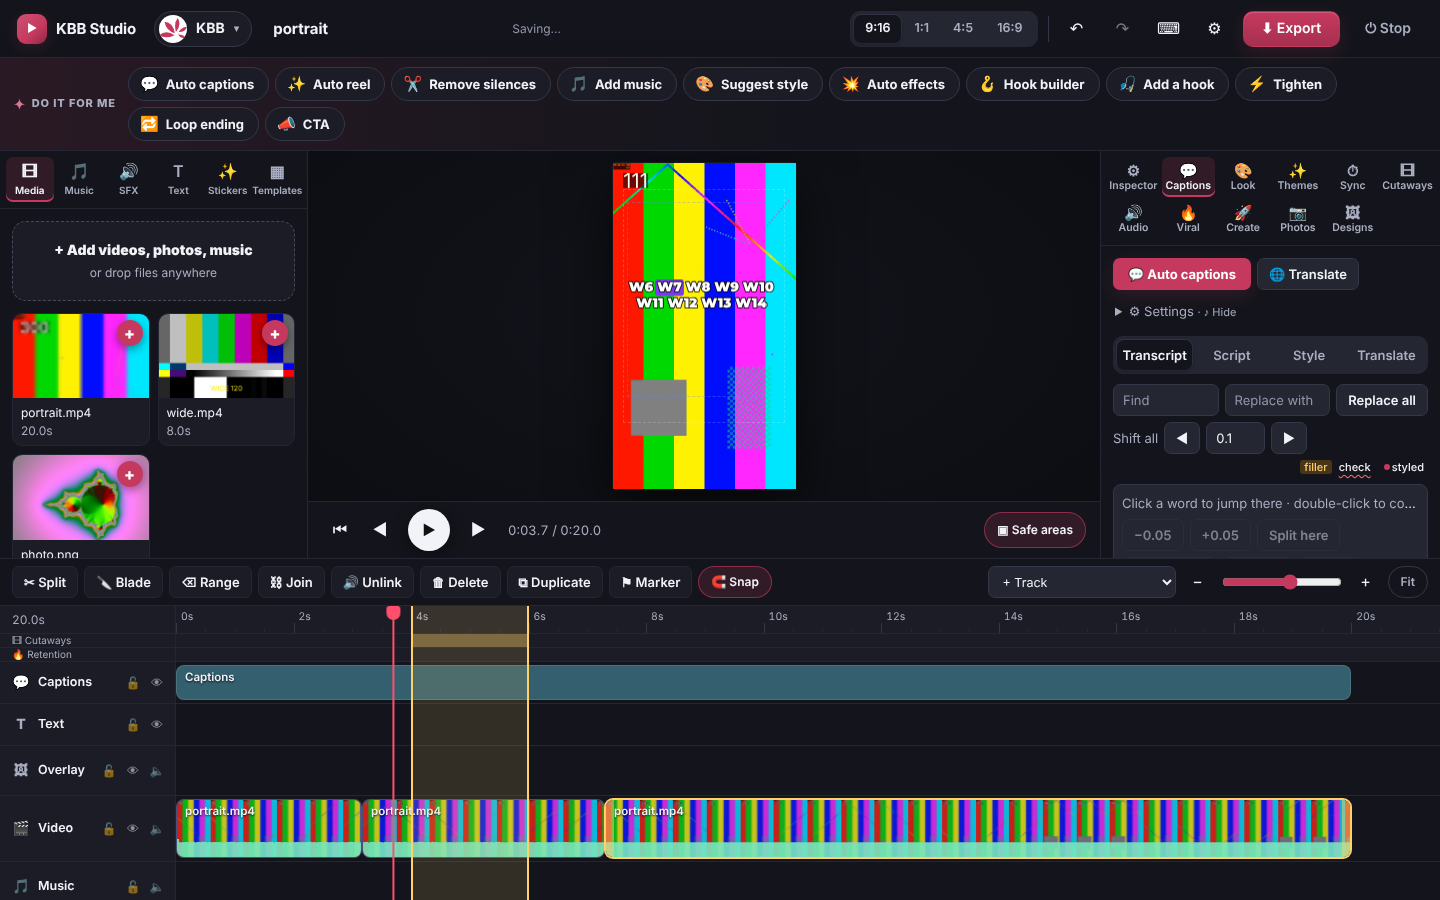 KBB Studio
KBB
portrait
Saving...
9:16
1:1
4:5
16:9
Export
Stop
DO IT FOR ME
Auto captions
Auto reel
Remove silences
Add music
Suggest style
Auto effects
Hook builder
Add a hook
Tighten
Loop ending
CTA
Media
Music
SFX
Text
Stickers
Templates
+ Add videos, photos, music
or drop files anywhere
portrait.mp4
20.0s
WIDE 120
wide.mp4
8.0s
photo.png
111
W6 W7 W8 W9 W10
W11 W12 W13 W14
0:03.7 / 0:20.0
Safe areas
Inspector
Captions
Look
Themes
Sync
Cutaways
Audio
Viral
Create
Photos
Designs
Auto captions
Translate
Settings · ♪ Hide
Transcript
Script
Style
Translate
Find
Replace with
Replace all
Shift all
0.1
filler
check
styled
Click a word to jump there · double-click to co...
−0.05
+0.05
Split here
Split
Blade
Range
Join
Unlink
Delete
Duplicate
Marker
Snap
+ Track
−
+
Fit
20.0s
0s
2s
4s
6s
8s
10s
12s
14s
16s
18s
20s
Cutaways
Retention
Captions
Captions
Text
Overlay
Video
portrait.mp4
portrait.mp4
portrait.mp4
Music